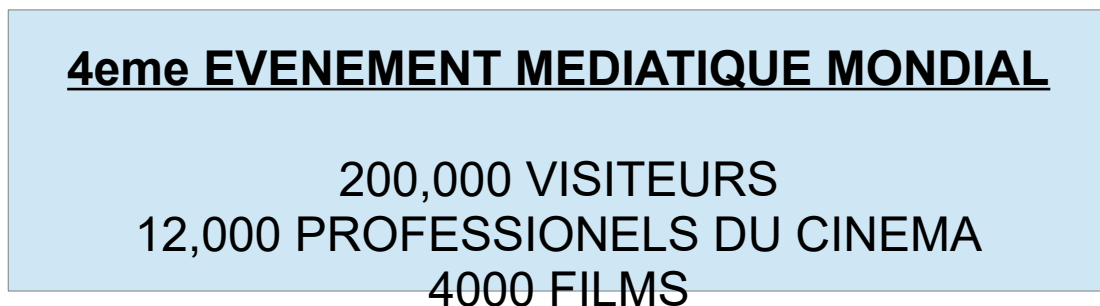 4eme EVENEMENT MEDIATIQUE MONDIAL
200,000 VISITEURS
12,000 PROFESSIONELS DU CINEMA
4000 FILMS